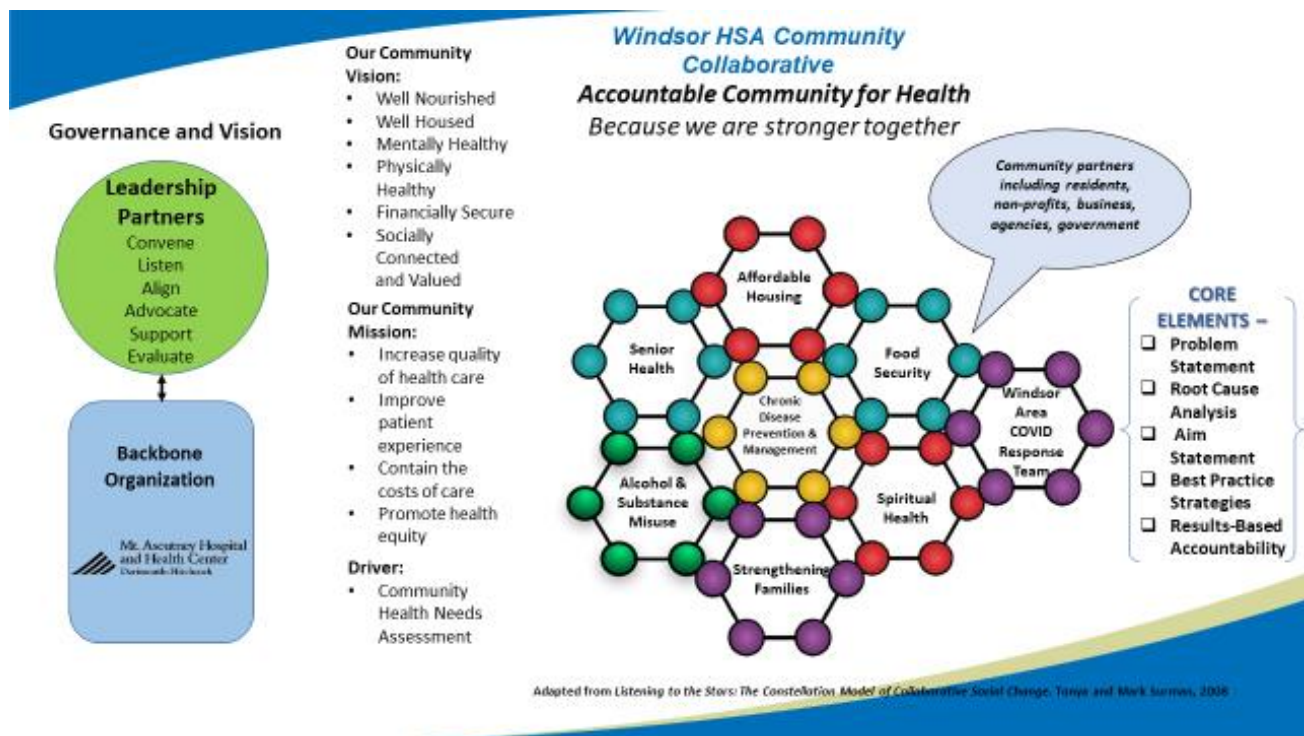 Windsor HSA Community
Collaborative
Accountable Community for Health
Because we are stronger together
Governance and Vision
Leadership
Partners
Convene
Listen
Align
Advocate
Support
Evaluate
Backbone
Organization
Mt. Ascutney Hospital
and Health Center
Dartmouth-Hitchcock
Our Community
Vision:
• Well Nourished
• Well Housed
• Mentally Healthy
• Physically
Healthy
• Financially Secure
• Socially
Connected
and Valued
Our Community
Mission:
• Increase quality
of health care
• Improve
patient
experience
• Contain the
costs of care
• Promote health
equity
Driver:
• Community
Health Needs
Assessment
Community partners
including residents,
non-profits, business,
agencies, government
Affordable
Housing
Senior
Health
Food
Security
Chronic
Disease
Prevention &
Management
Windsor
Area
COVID
Response
Team
Alcohol &
Substance
Misuse
Spiritual
Health
Strengthening
Families
CORE
ELEMENTS –
❑ Problem
Statement
❑ Root Cause
Analysis
❑ Aim
Statement
❑ Best Practice
Strategies
❑ Results-Based
Accountability
Adapted from Listening to the Stars: The Constellation Model of Collaborative Social Change. Tonya and Mark Surman, 2008